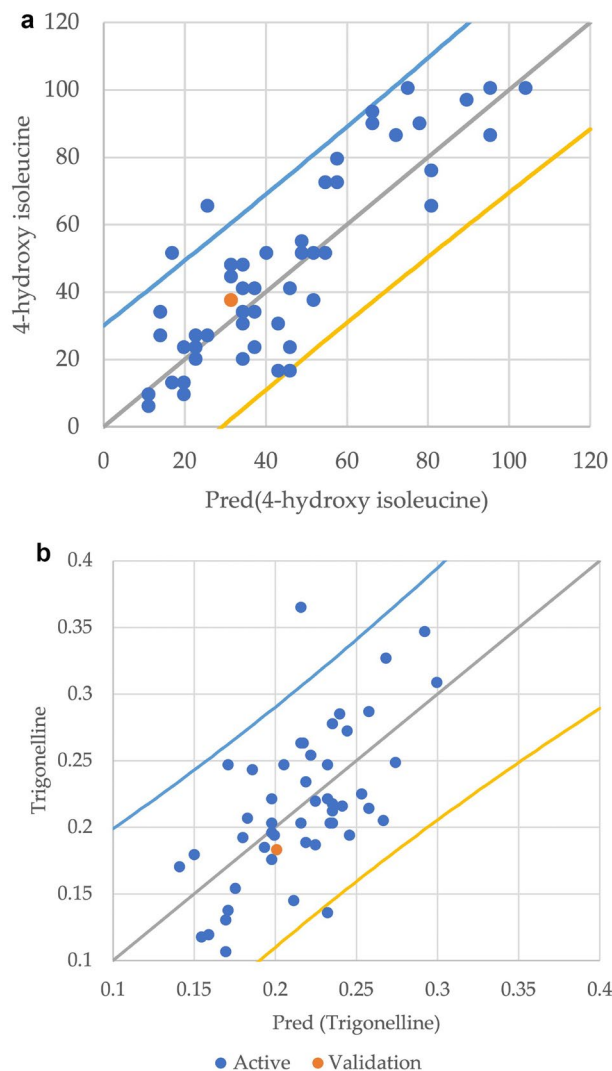 a
120
100
80
60
40
20
0
4-hydroxy isoleucine
0 20 40 60 80 100 120
Pred(4-hydroxy isoleucine)
b
0.4
0.35
0.3
0.25
0.2
0.15
0.1
Trigonelline
0.1 0.15 0.2 0.25 0.3 0.35 0.4
Pred (Trigonelline)
Active Validation